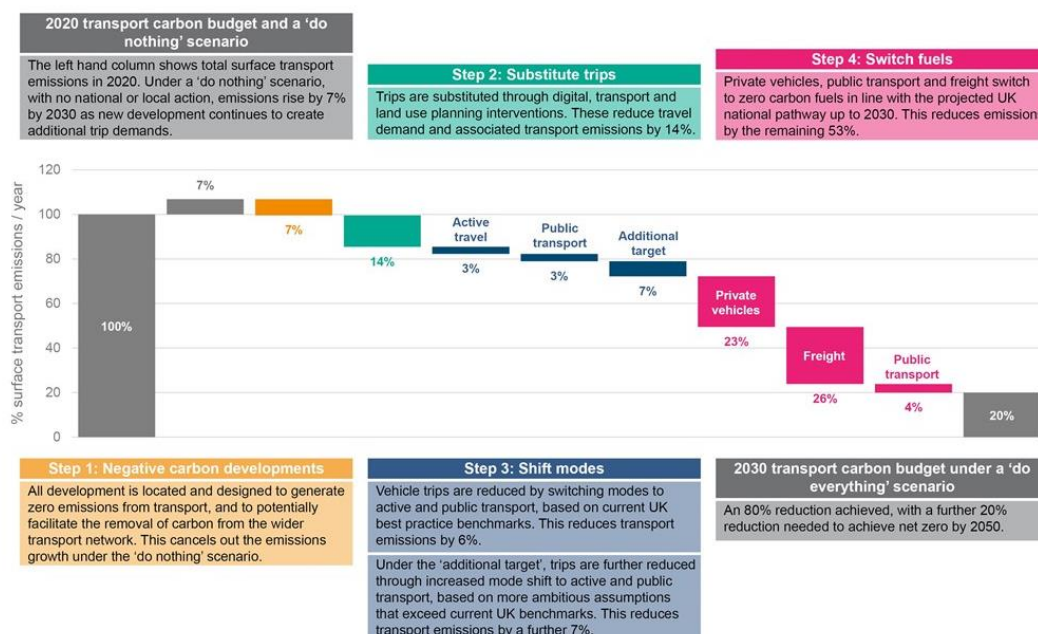 2020 transport carbon budget and a ‘do
nothing’ scenario
The left hand column shows total surface transport
emissions in 2020. Under a ‘do nothing’ scenario,
with no national or local action, emissions rise by 7%
by 2030 as new development continues to create
additional trip demands.
Step 2: Substitute trips
Trips are substituted through digital, transport and
land use planning interventions. These reduce travel
demand and associated transport emissions by 14%.
Step 4: Switch fuels
Private vehicles, public transport and freight switch
to zero carbon fuels in line with the projected UK
national pathway up to 2030. This reduces emission
by the remaining 53%.
% surface transport emissions / year
120
100
80
60
40
20
0
100%
7%
7%
14%
Active
travel
3%
Public
transport
3%
Additional
target
7%
Private
vehicles
23%
Freight
26%
Public
transport
4%
20%
Step 1: Negative carbon developments
All development is located and designed to generate
zero emissions from transport, and to potentially
facilitate the removal of carbon from the wider
transport network. This cancels out the emissions
growth under the ‘do nothing’ scenario.
Step 3: Shift modes
Vehicle trips are reduced by switching modes to
active and public transport, based on current UK
best practice benchmarks. This reduces transport
emissions by 6%.
Under the ‘additional target’, trips are further reduced
through increased mode shift to active and public
transport, based on more ambitious assumptions
that exceed current UK benchmarks. This reduces
transport emissions by a further 7%.
2030 transport carbon budget under a ‘do
everything’ scenario
An 80% reduction achieved, with a further 20%
reduction needed to achieve net zero by 2050.